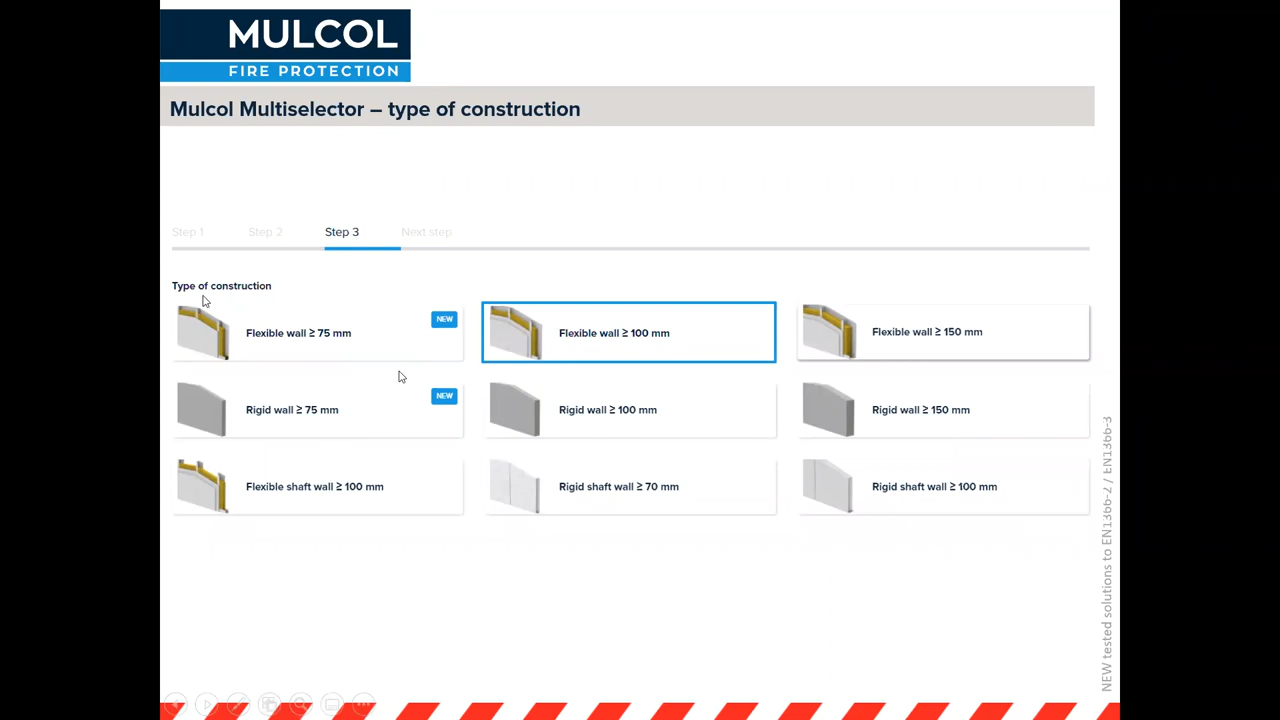 MULCOL
FIRE PROTECTION
Mulcol Multiselector – type of construction
Step 1
Step 2
Step 3
Next step
Type of construction
Flexible wall ≥ 75 mm
NEW
Flexible wall ≥ 100 mm
Flexible wall ≥ 150 mm
Rigid wall ≥ 75 mm
NEW
Rigid wall ≥ 100 mm
Rigid wall ≥ 150 mm
Flexible shaft wall ≥ 100 mm
Rigid shaft wall ≥ 70 mm
Rigid shaft wall ≥ 100 mm
NEW tested solutions to EN1366-2 / EN1366-3